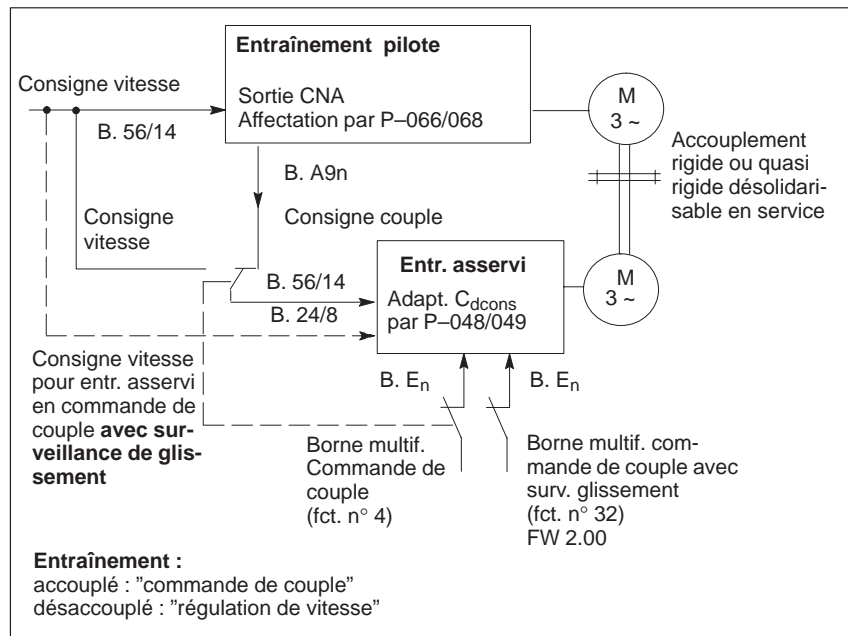 Entraînement pilote
Sortie CNA
Affectation par P–066/068
Consigne vitesse
B. 56/14
M
3 ~
Accouplement
rigide ou quasi
rigide désolidari-
sable en service
B. A9n
Consigne
vitesse
Consigne couple
B. 56/14
B. 24/8
Entr. asservi
Adapt. Cdcons
par P–048/049
M
3 ~
Consigne vitesse
pour entr. asservi
en commande de
couple avec sur-
veillance de glis-
sement
B. En
B. En
Borne multif.
Commande de
couple
(fct. n° 4)
Borne multif. com-
mande de couple avec
surv. glissement
(fct. n° 32)
FW 2.00
Entraînement :
accouplé : ”commande de couple”
désaccouplé : ”régulation de vitesse”